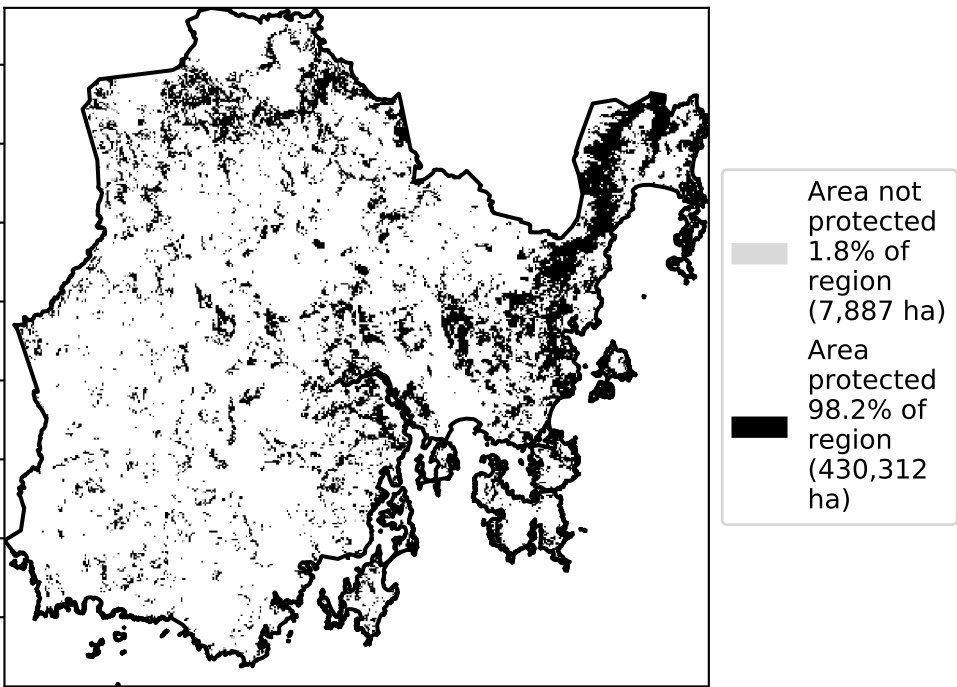 Area not
protected
1.8% of
region
(7,887 ha)
Area
protected
98.2% of
region
(430,312
ha)